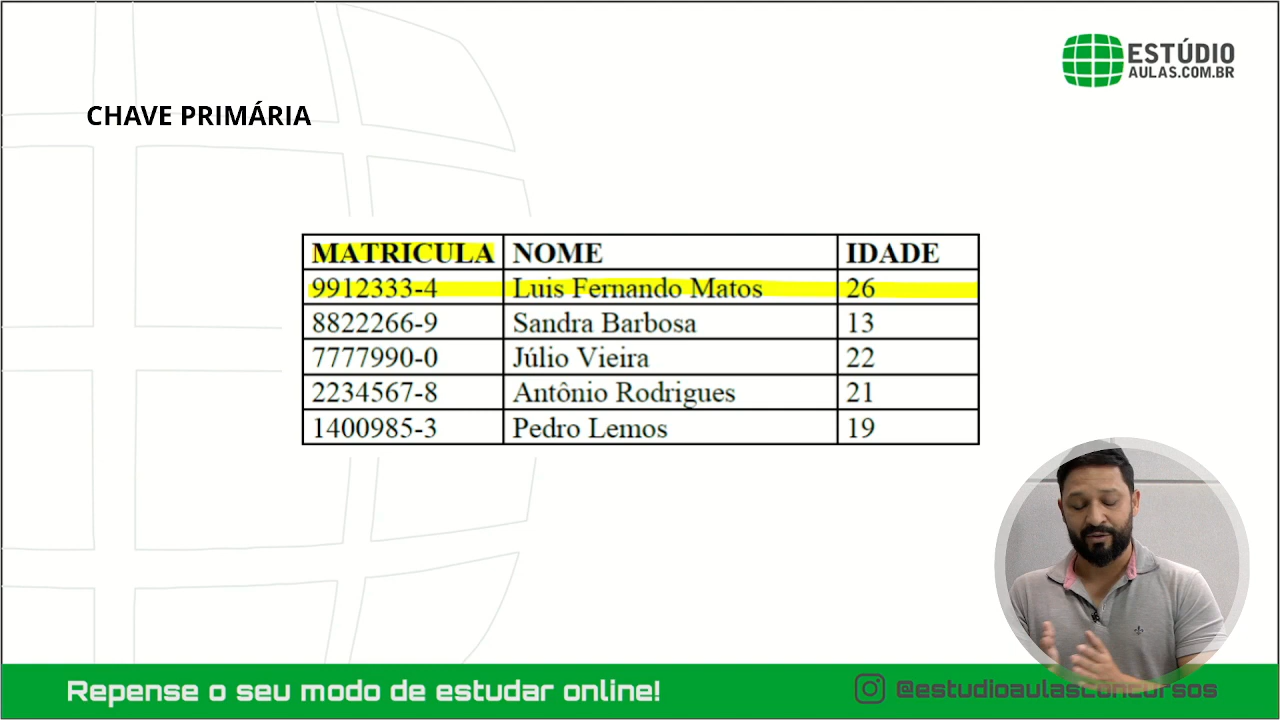 ESTÚDIO
AULAS.COM.BR
CHAVE PRIMÁRIA
MATRICULA NOME IDADE
9912333-4 Luis Fernando Matos 26
8822266-9 Sandra Barbosa 13
7777990-0 Júlio Vieira 22
2234567-8 Antônio Rodrigues 21
1400985-3 Pedro Lemos 19
Repense o seu modo de estudar online!
@estudioaulasconcursos